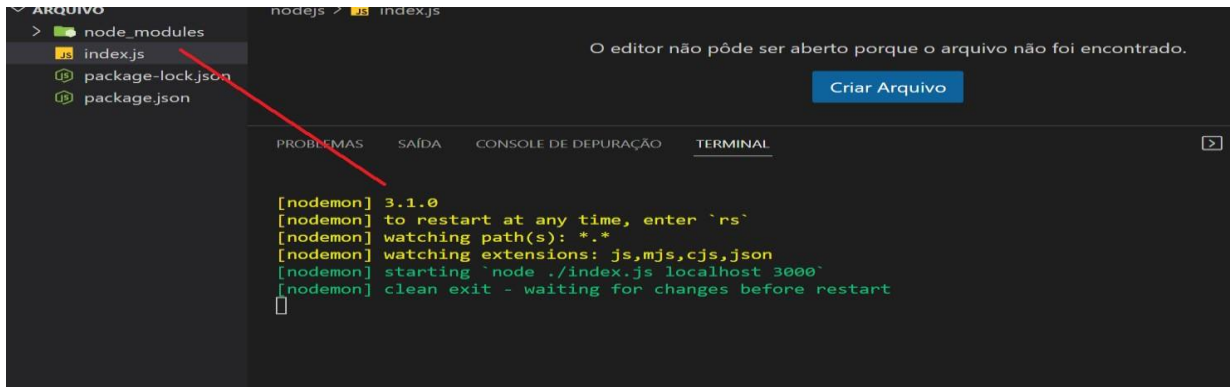 ARQUIVO
nodejs > JS index.js
node_modules
JS index.js
O editor não pôde ser aberto porque o arquivo não foi encontrado.
package-lock.json
Criar Arquivo
package.json
PROBLEMAS SAÍDA CONSOLE DE DEPURAÇÃO TERMINAL
[nodemon] 3.1.0
[nodemon] to restart at any time, enter `rs`
[nodemon] watching path(s): *.*
[nodemon] watching extensions: js,mjs,cjs,json
[nodemon] starting `node ./index.js localhost 3000`
[nodemon] clean exit - waiting for changes before restart